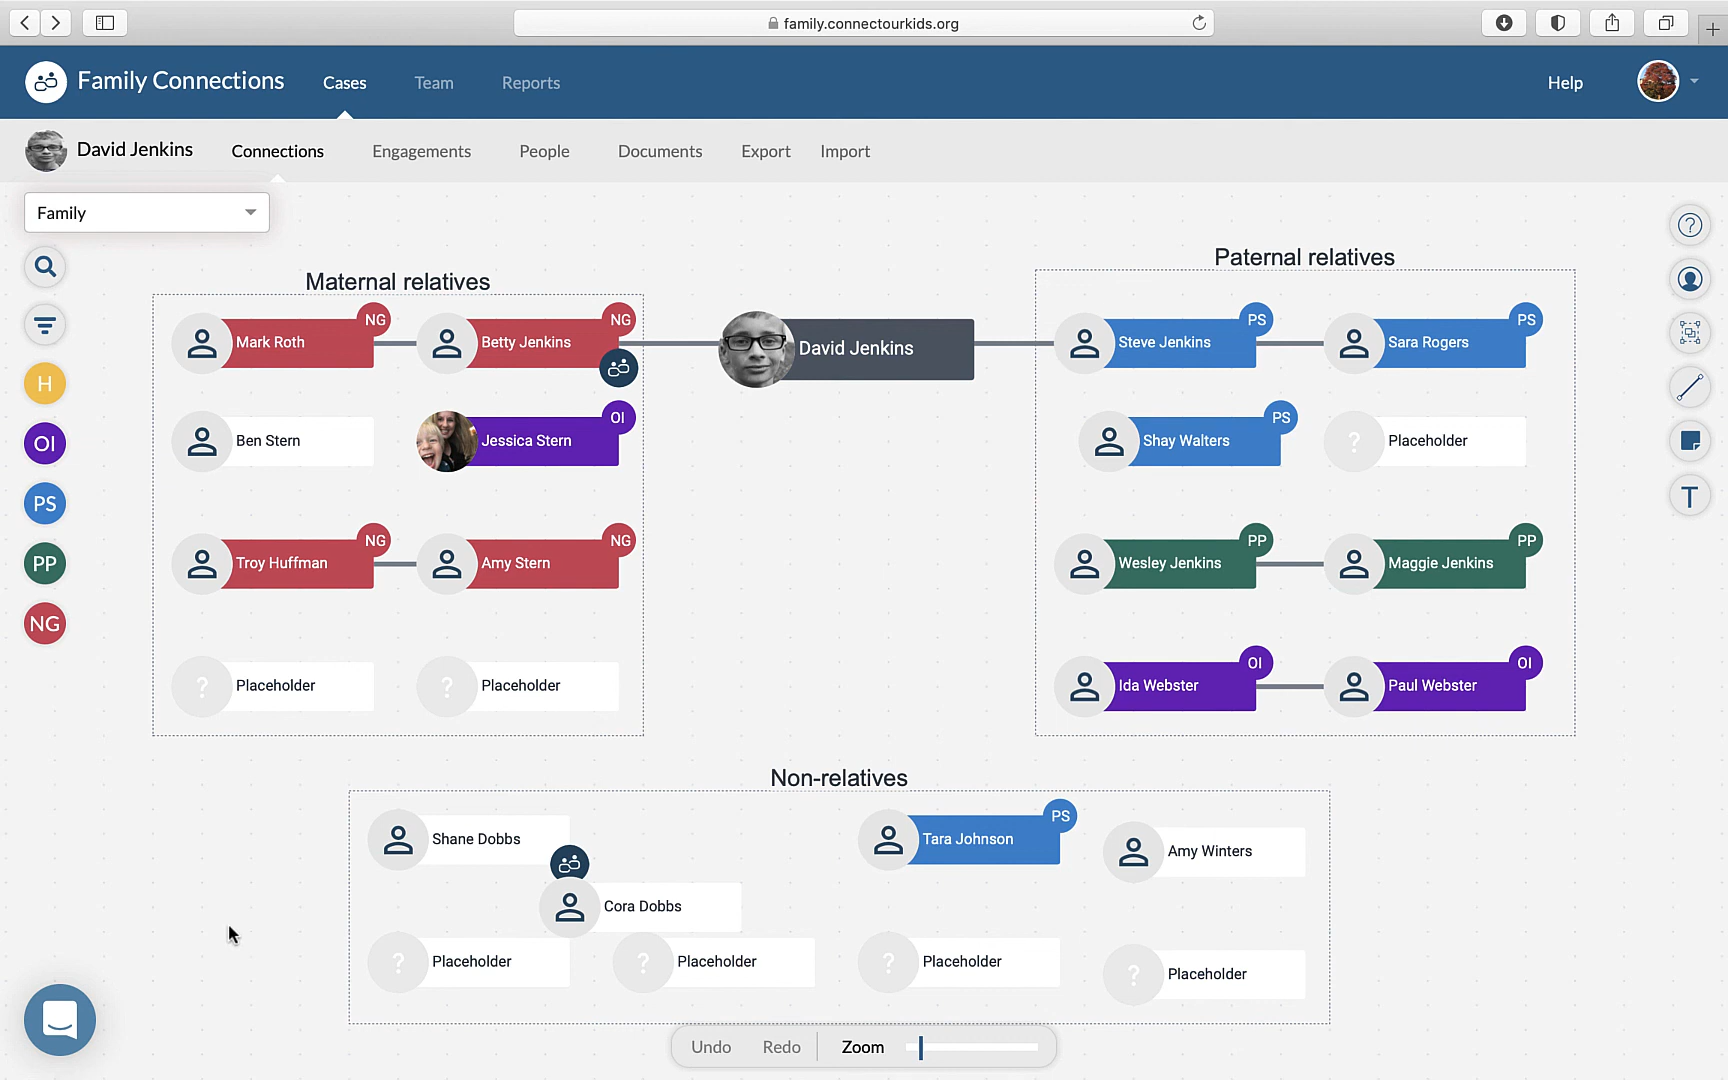 family.connectourkids.org
Family Connections Cases Team Reports Help
David Jenkins Connections Engagements People Documents Export Import
Family
H
OI
PS
PP
NG
Maternal relatives
Mark Roth NG Betty Jenkins NG
Ben Stern Jessica Stern OI
Troy Huffman NG Amy Stern NG
Placeholder Placeholder
David Jenkins
Paternal relatives
Steve Jenkins PS Sara Rogers PS
Shay Walters PS Placeholder
Wesley Jenkins PP Maggie Jenkins PP
Ida Webster OI Paul Webster OI
T
Non-relatives
Shane Dobbs Tara Johnson PS Amy Winters
Cora Dobbs
Placeholder Placeholder Placeholder Placeholder
Undo Redo Zoom